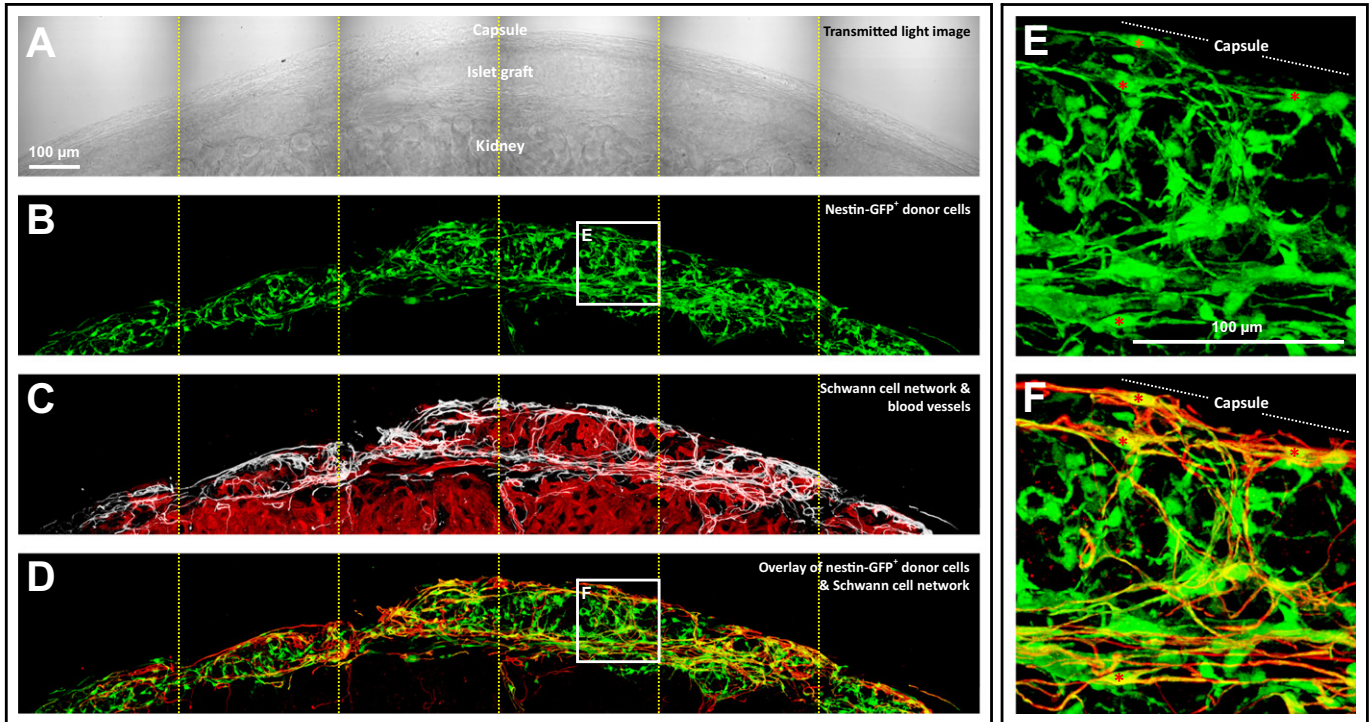 A
Capsule
Transmitted light image
Islet graft
Kidney
100 µm
B
Nestin-GFP⁺ donor cells
E
C
Schwann cell network &
blood vessels
D
Overlay of nestin-GFP⁺ donor cells
& Schwann cell network
F
E
Capsule
*
*
*
*
100 µm
F
Capsule
*
*
*
*